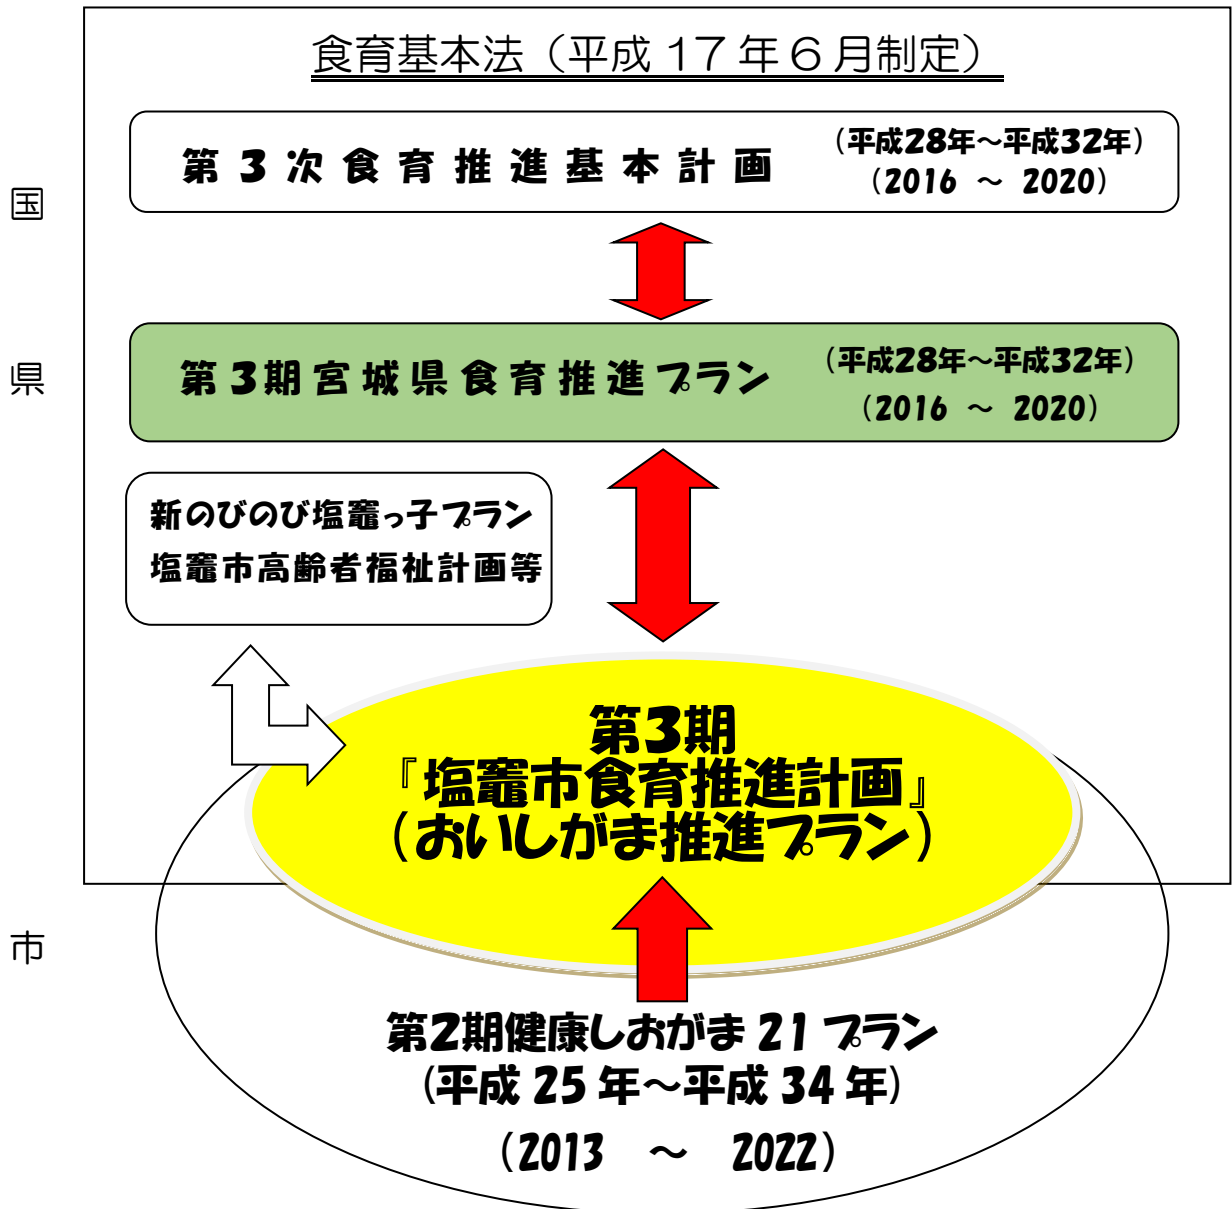 食育基本法（平成17年６月制定）
第３次食育推進基本計画
（平成28年～平成32年）
（2016 ～ 2020）
国
第３期宮城県食育推進プラン
（平成28年～平成32年）
（2016 ～ 2020）
県
新のびのび塩竈っ子プラン
塩竈市高齢者福祉計画等
第３期
『塩竈市食育推進計画』
（おいしがま推進プラン）
市
第２期健康しおがま 21 プラン
（平成 25 年～平成 34 年）
（2013 ～ 2022）